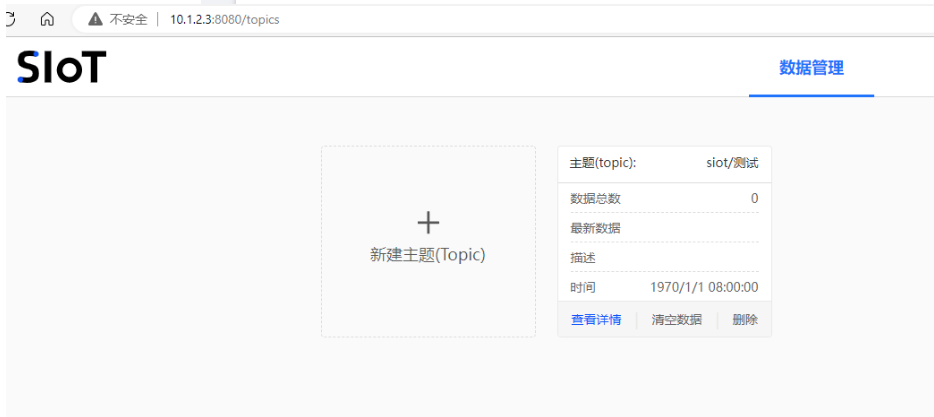 不安全 | 10.1.2.3:8080/topics
SIoT
数据管理
新建主题(Topic)
主题(topic): siot/测试
数据总数 0
最新数据
描述
时间 1970/1/1 08:00:00
查看详情 清空数据 删除